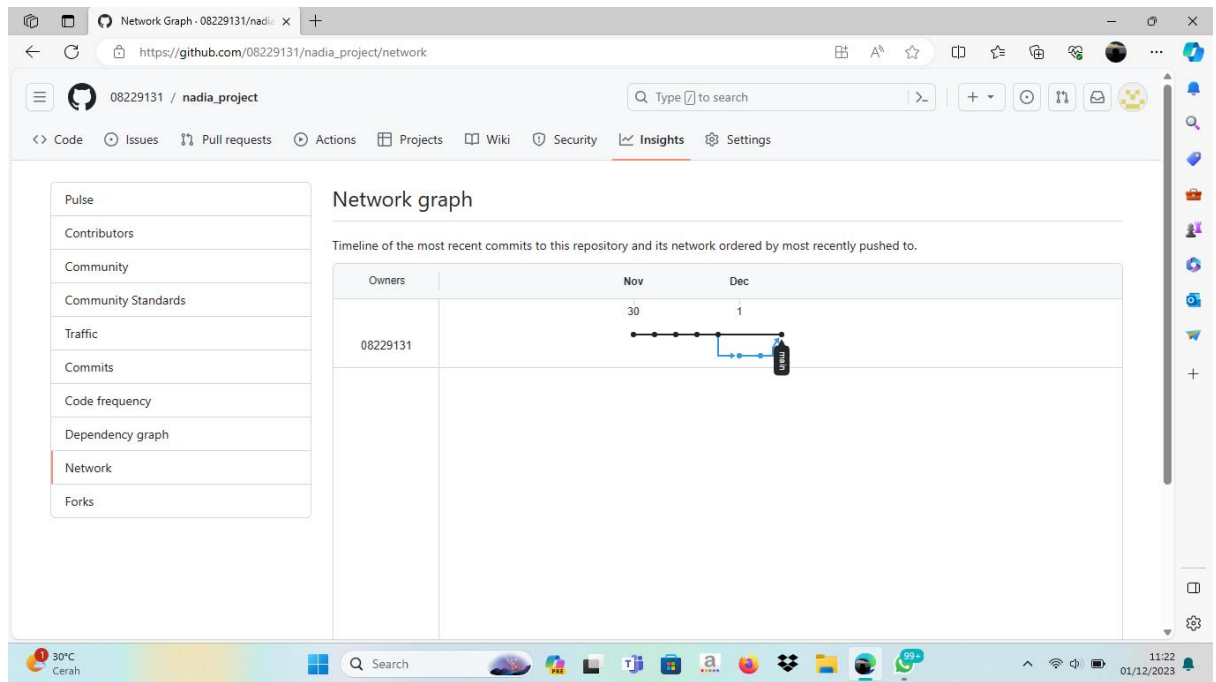 Network Graph · 08229131/nadia
https://github.com/08229131/nadia_project/network
08229131 / nadia_project
Type / to search
Code Issues Pull requests Actions Projects Wiki Security Insights Settings
Pulse
Contributors
Community
Community Standards
Traffic
Commits
Code frequency
Dependency graph
Network
Forks
Network graph
Timeline of the most recent commits to this repository and its network ordered by most recently pushed to.
Owners Nov Dec
30 1
08229131
main
1
30°C
Cerah
Search
PRE
99+
11:22
01/12/2023